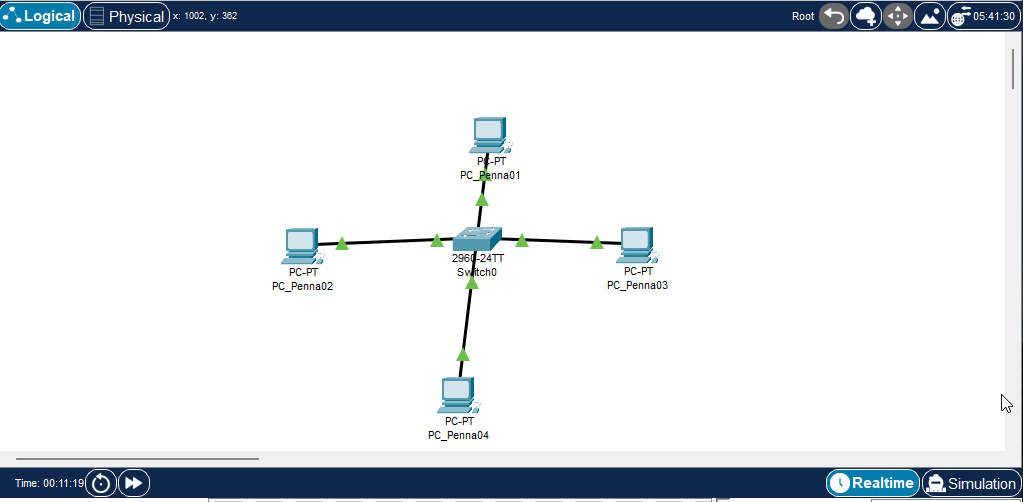 Logical
Physical
x: 1002, y: 362
Root
05:41:30
PC-PT
PC_Penna01
2960-24TT
Switch0
PC-PT
PC_Penna02
PC-PT
PC_Penna03
PC-PT
PC_Penna04
Time: 00:11:19
Realtime
Simulation